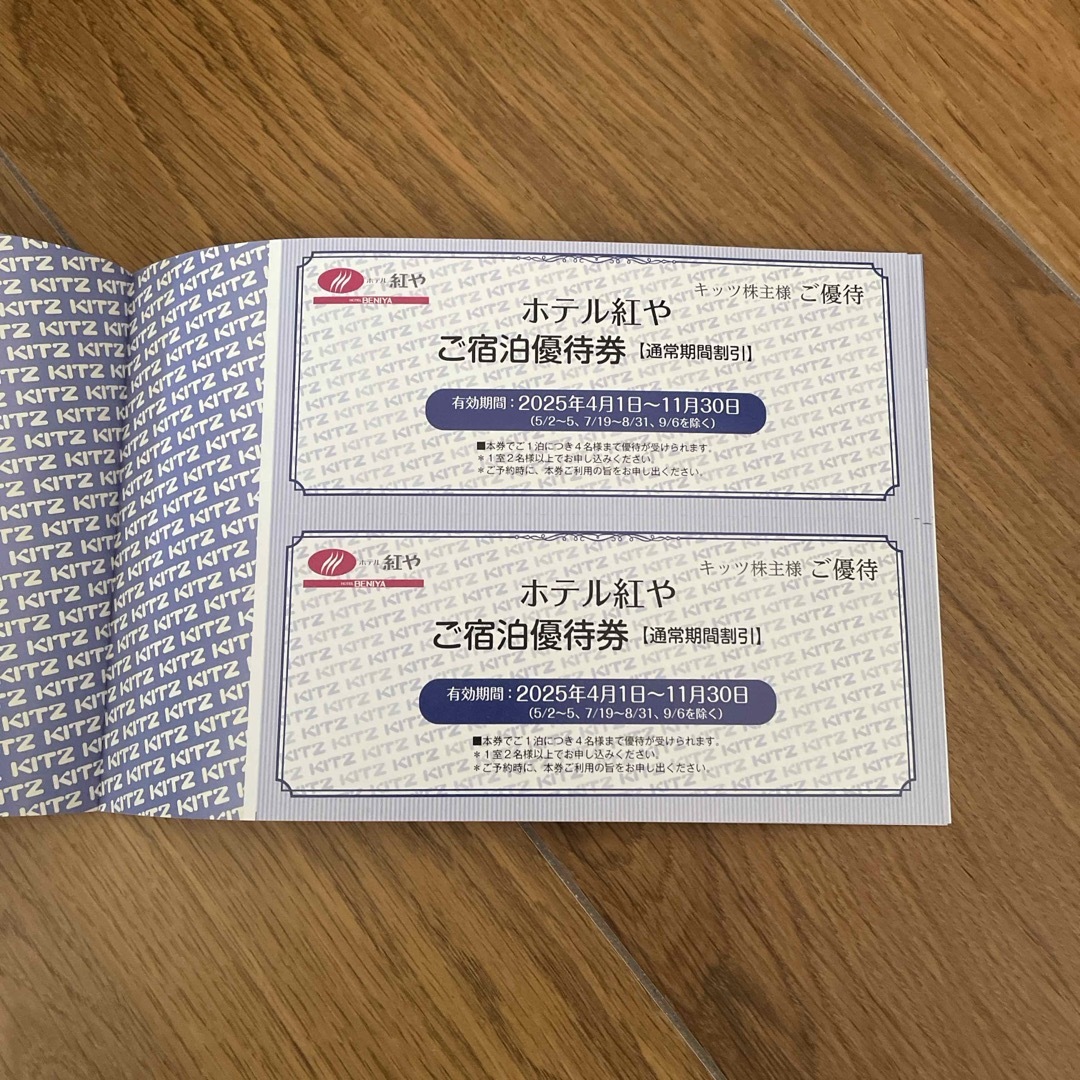 ホテル 紅や
HOTEL BENIYA
キッツ株主様 ご優待
ホテル紅や
ご宿泊優待券【通常期間割引】
有効期間：2025年4月1日～11月30日
（5/2～5、7/19～8/31、9/6を除く）
■本券でご1泊につき4名様まで優待が受けられます。
＊1室2名様以上でお申し込みください。
＊ご予約時に、本券ご利用の旨をお申し出ください。
ホテル 紅や
HOTEL BENIYA
キッツ株主様 ご優待
ホテル紅や
ご宿泊優待券【通常期間割引】
有効期間：2025年4月1日～11月30日
（5/2～5、7/19～8/31、9/6を除く）
■本券でご1泊につき4名様まで優待が受けられます。
＊1室2名様以上でお申し込みください。
＊ご予約時に、本券ご利用の旨をお申し出ください。
KITZ KITZ KITZ